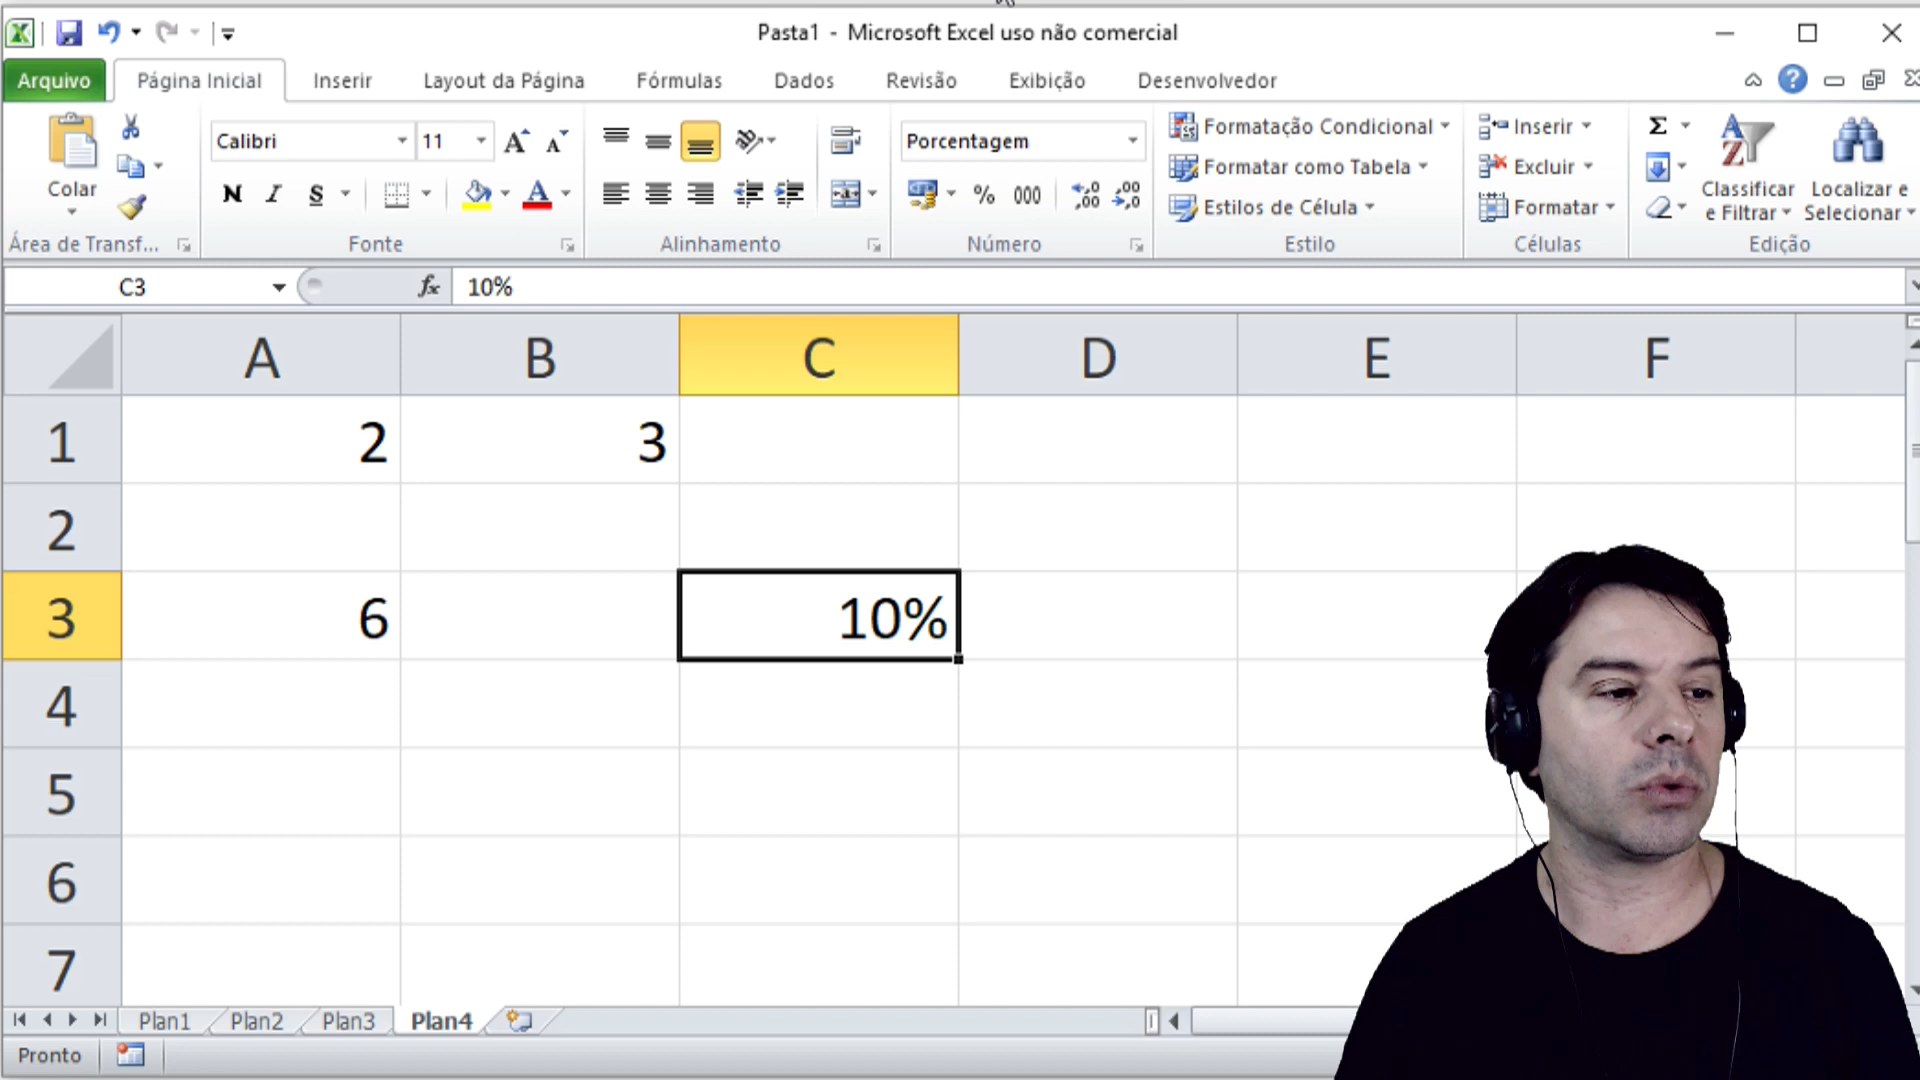 Pasta1 - Microsoft Excel uso não comercial
Arquivo Página Inicial Inserir Layout da Página Fórmulas Dados Revisão Exibição Desenvolvedor
Colar
Área de Transf...
Calibri 11
N I S
Fonte
Alinhamento
Porcentagem
% 000
Número
Formatação Condicional
Formatar como Tabela
Estilos de Célula
Estilo
Inserir
Excluir
Formatar
Células
Σ
Classificar
e Filtrar
Localizar e
Selecionar
Edição
C3 fx 10%
A B C D E F
1 2 3
2
3 6 10%
4
5
6
7
Plan1 Plan2 Plan3 Plan4
Pronto